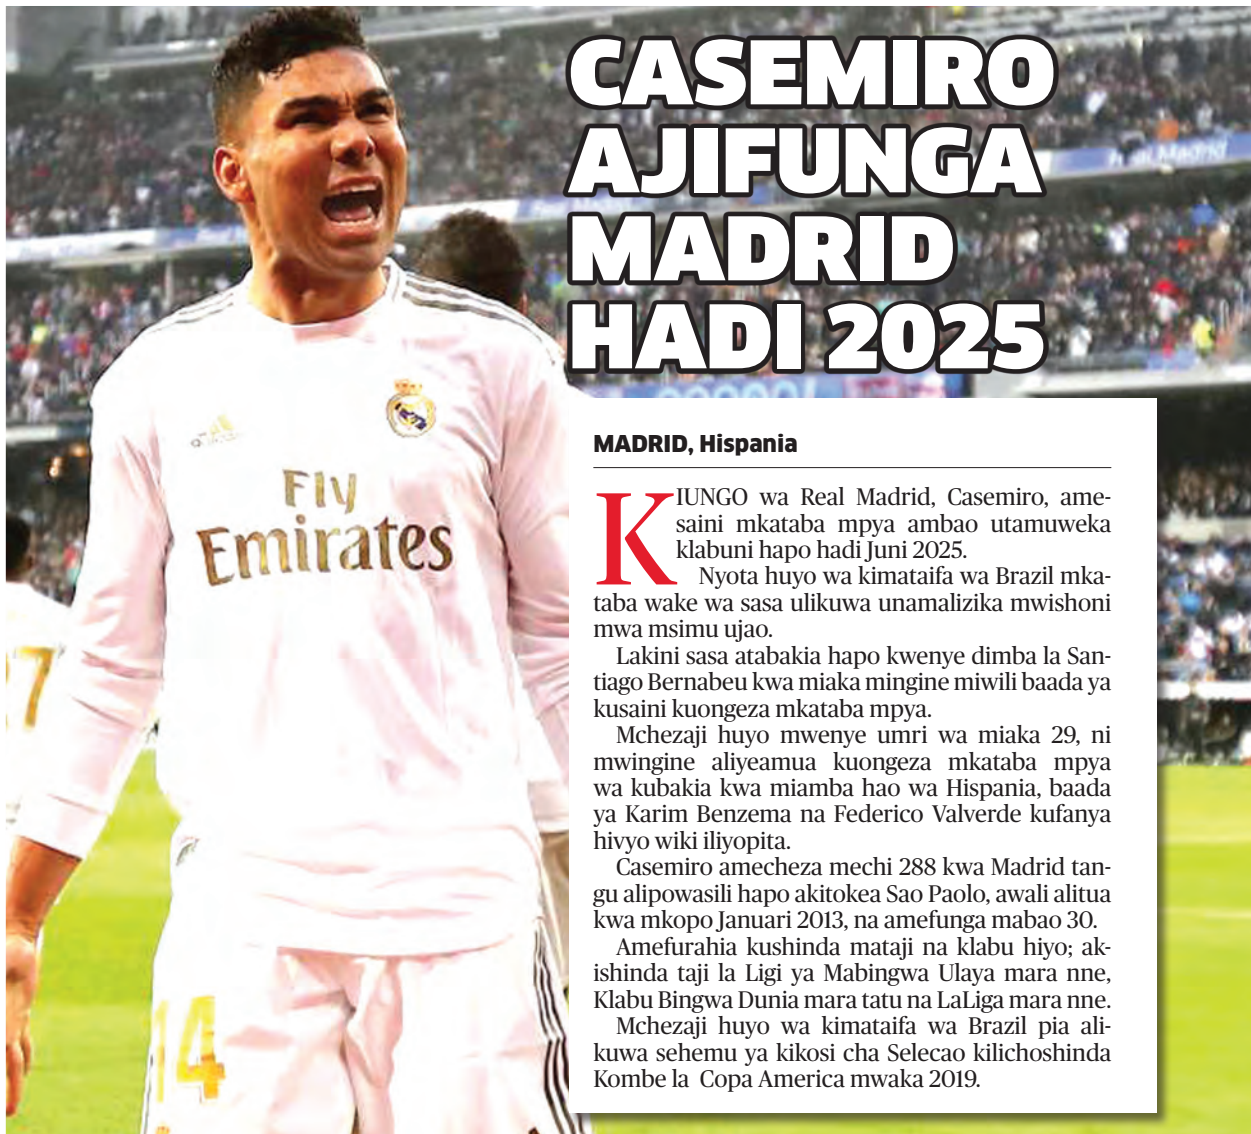 CASEMIRO
AJIFUNGA
MADRID
HADI 2025
Real Madrid
Fly
Emirates
7
14
MADRID, Hispania
KIUNGO wa Real Madrid, Casemiro, ame-
saini mkataba mpya ambao utamuweka
klabuni hapo hadi Juni 2025.
Nyota huyo wa kimataifa wa Brazil mka-
taba wake wa sasa ulikuwa unamalizika mwishoni
mwa msimu ujao.
Lakini sasa atabakia hapo kwenye dimba la San-
tiago Bernabeu kwa miaka mingine miwili baada ya
kusaini kuongeza mkataba mpya.
Mchezaji huyo mwenye umri wa miaka 29, ni
mwingine aliyeamua kuongeza mkataba mpya
wa kubakia kwa miamba hao wa Hispania, baada
ya Karim Benzema na Federico Valverde kufanya
hivyo wiki iliyopita.
Casemiro amecheza mechi 288 kwa Madrid tan-
gu alipowasili hapo akitokea Sao Paolo, awali alitua
kwa mkopo Januari 2013, na amefunga mabao 30.
Amefurahia kushinda mataji na klabu hiyo; ak-
ishinda taji la Ligi ya Mabingwa Ulaya mara nne,
Klabu Bingwa Dunia mara tatu na LaLiga mara nne.
Mchezaji huyo wa kimataifa wa Brazil pia ali-
kuwa sehemu ya kikosi cha Selecao kilichoshinda
Kombe la Copa America mwaka 2019.